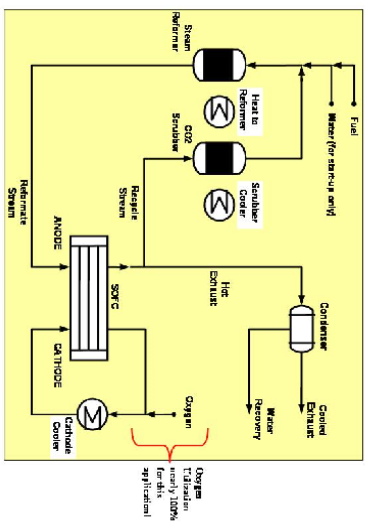 Fuel
Water (for start-up only)
Steam
Reformer
Heat to
Reformer
CO2
Scrubber
Scrubber
Cooler
Recycle
Stream
Reformate
Stream
ANODE
SOFC
CATHODE
Hot
Exhaust
Condenser
Cooled
Exhaust
Water
Recovery
Oxygen
Cathode
Cooler
Oxygen
Utilization
nearly 100%
for this
application!